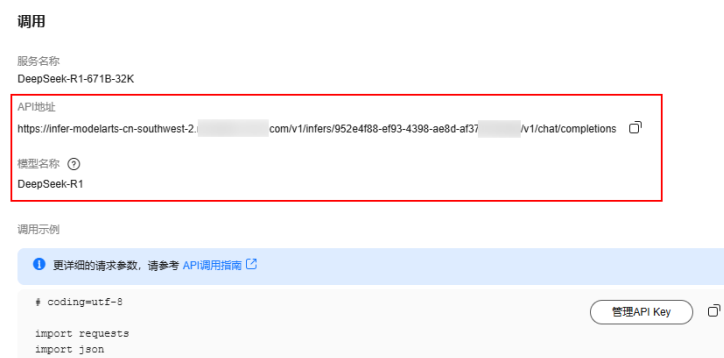 调用
服务名称
DeepSeek-R1-671B-32K
API地址
https://infer-modelarts-cn-southwest-2. com/v1/infers/952e4f88-ef93-4398-ae8d-af37 /v1/chat/completions
模型名称
DeepSeek-R1
调用示例
更详细的请求参数，请参考 API调用指南
# coding=utf-8
管理API Key
import requests
import json